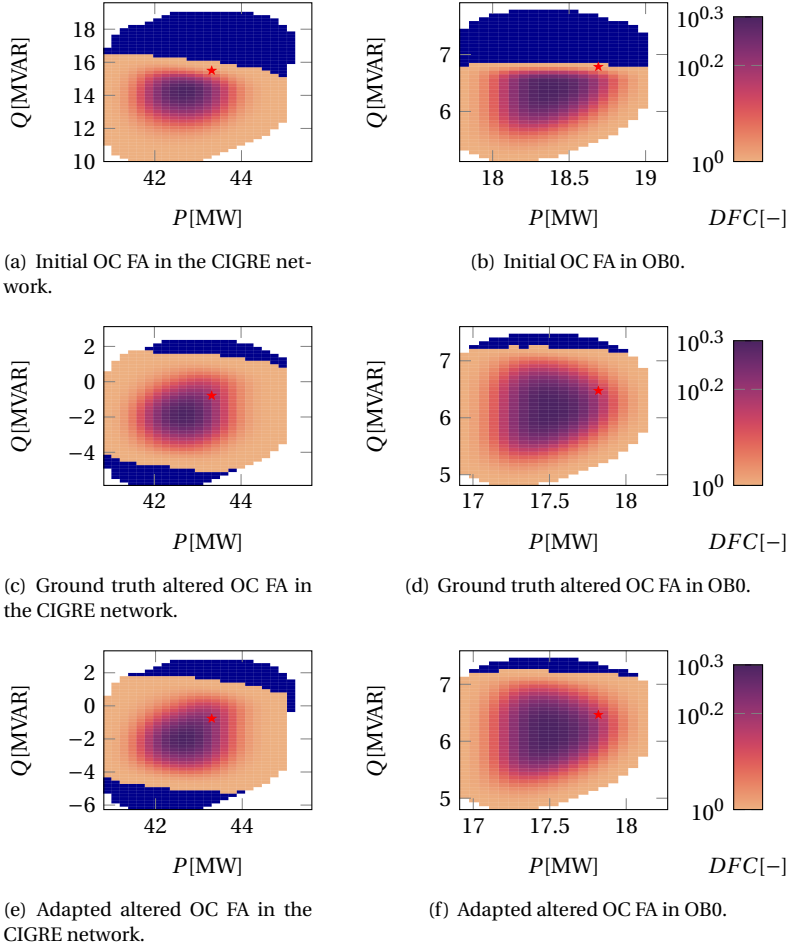 18
16
14
12
10
Q[MVAR]
42
44
P[MW]
7
6
Q[MVAR]
18
18.5
19
P[MW]
10^0.3
10^0.2
10^0
DFC[−]
(a) Initial OC FA in the CIGRE net-
work.
(b) Initial OC FA in OB0.
2
0
−2
−4
Q[MVAR]
42
44
P[MW]
7
6
5
Q[MVAR]
17
17.5
18
P[MW]
10^0.3
10^0.2
10^0
DFC[−]
(c) Ground truth altered OC FA in
the CIGRE network.
(d) Ground truth altered OC FA in OB0.
2
0
−2
−4
−6
Q[MVAR]
42
44
P[MW]
7
6
5
Q[MVAR]
17
17.5
18
P[MW]
10^0.3
10^0.2
10^0
DFC[−]
(e) Adapted altered OC FA in the
CIGRE network.
(f) Adapted altered OC FA in OB0.